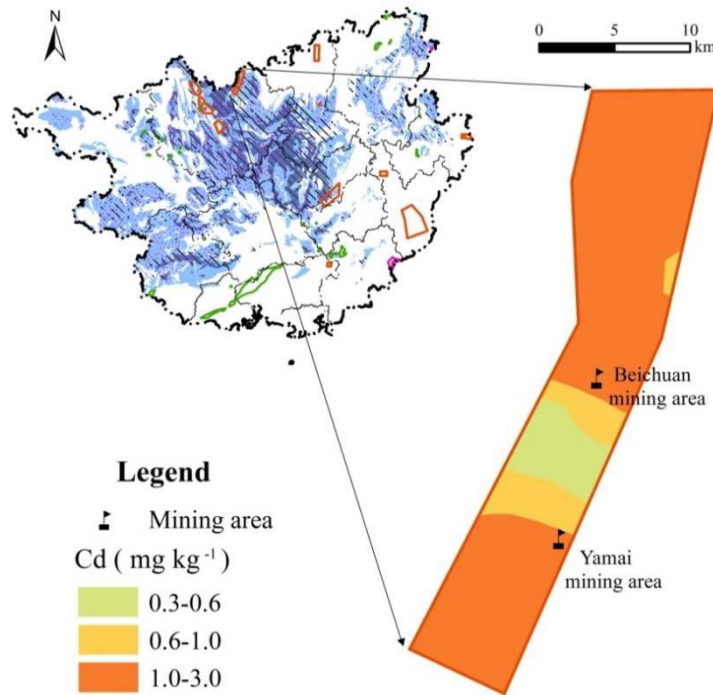 N
0 5 10
km
Beichuan
mining area
Yamai
mining area
Legend
Mining area
Cd ( mg kg -1 )
0.3-0.6
0.6-1.0
1.0-3.0